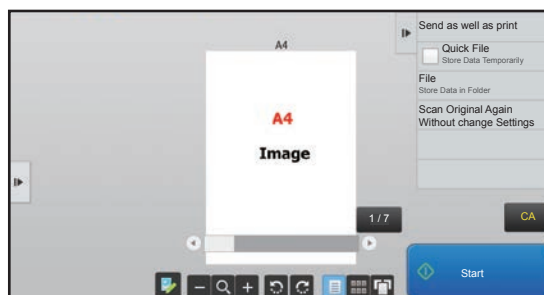 A4
A4
Image
1 / 7
Send as well as print
Quick File
Store Data Temporarily
File
Store Data in Folder
Scan Original Again
Without change Settings
CA
Start